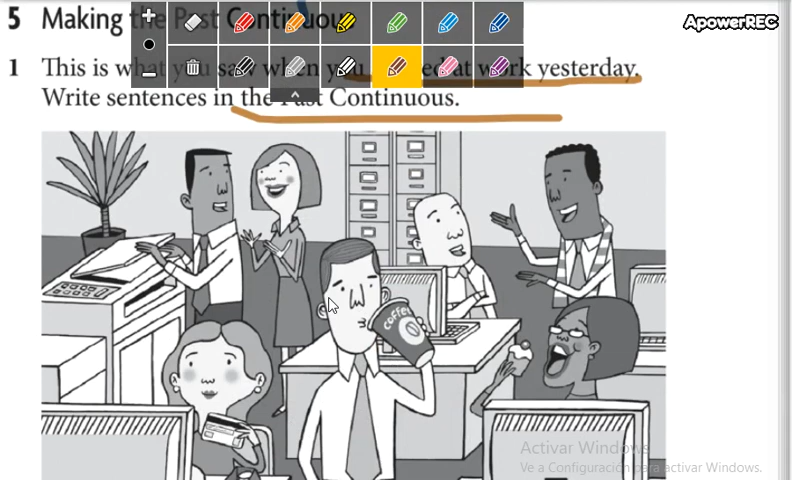 5 Making the Past Continuous
ApowerREC
1 This is what you saw when you at work yesterday.
Write sentences in the Past Continuous.
coffee
Activar Windows
Ve a Configuración para activar Windows.